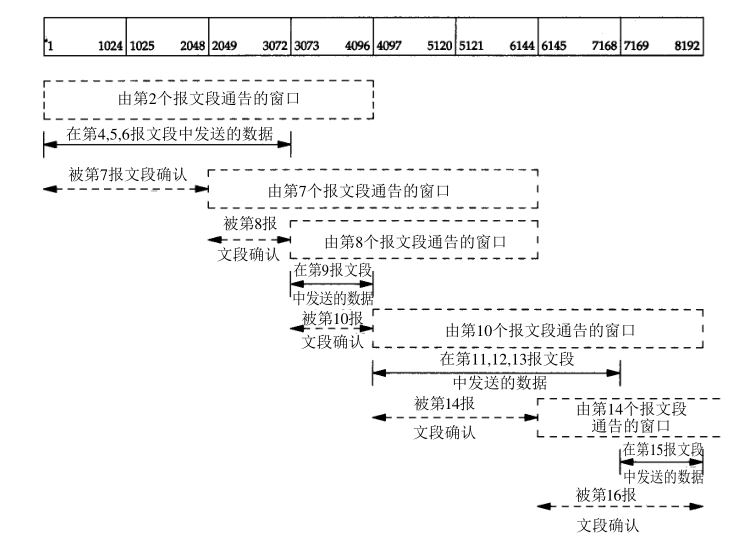 1 1024 1025 2048 2049 3072 3073 4096 4097 5120 5121 6144 6145 7168 7169 8192
由第2个报文段通告的窗口
在第4,5,6报文段中发送的数据
被第7报文段确认
由第7个报文段通告的窗口
被第8报
文段确认
由第8个报文段通告的窗口
在第9报文段
中发送的数据
被第10报
文段确认
由第10个报文段通告的窗口
在第11,12,13报文段
中发送的数据
被第14报
文段确认
由第14个报文段
通告的窗口
在第15报文段
中发送的数据
被第16报
文段确认